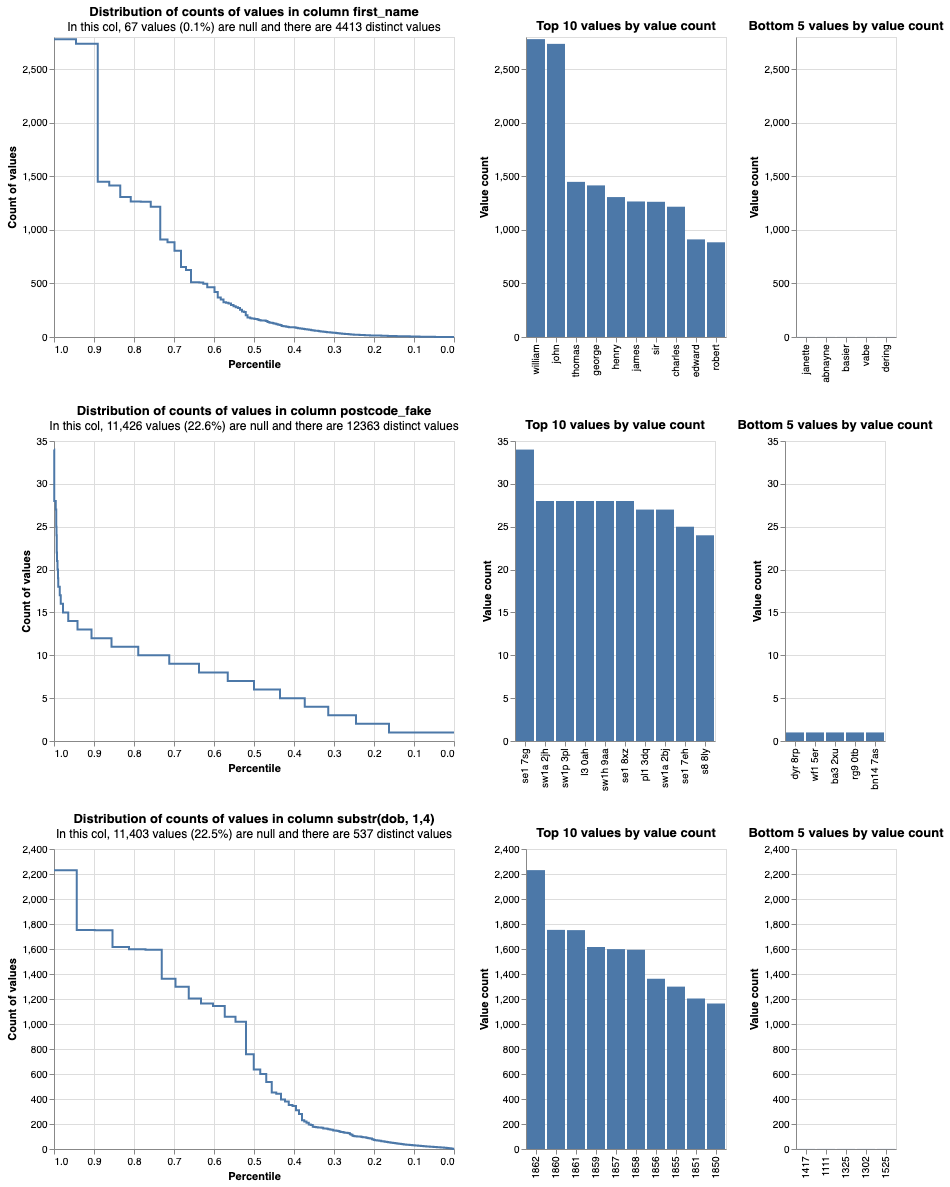 Distribution of counts of values in column first_name
In this col, 67 values (0.1%) are null and there are 4413 distinct values
Count of values
2,500
2,000
1,500
1,000
500
0
1.0 0.9 0.8 0.7 0.6 0.5 0.4 0.3 0.2 0.1 0.0
Percentile
Top 10 values by value count
Value count
2,500
2,000
1,500
1,000
500
0
william john thomas george henry james sir charles edward robert
Bottom 5 values by value count
Value count
2,500
2,000
1,500
1,000
500
0
janette abnayne basier vabe dering
Distribution of counts of values in column postcode_fake
In this col, 11,426 values (22.6%) are null and there are 12363 distinct values
Count of values
35
30
25
20
15
10
5
0
1.0 0.9 0.8 0.7 0.6 0.5 0.4 0.3 0.2 0.1 0.0
Percentile
Top 10 values by value count
Value count
35
30
25
20
15
10
5
0
se1 7sg sw1a 2jh sw1p 3pl l3 0ah sw1h 9aa se1 8xz pl1 3dq sw1a 2bj se1 7eh s8 8ly
Bottom 5 values by value count
Value count
35
30
25
20
15
10
5
0
dyr 8rp wf1 5er ba3 2xu rg9 0tb bn14 7as
Distribution of counts of values in column substr(dob, 1,4)
In this col, 11,403 values (22.5%) are null and there are 537 distinct values
Count of values
2,400
2,200
2,000
1,800
1,600
1,400
1,200
1,000
800
600
400
200
0
1.0 0.9 0.8 0.7 0.6 0.5 0.4 0.3 0.2 0.1 0.0
Percentile
Top 10 values by value count
Value count
2,400
2,200
2,000
1,800
1,600
1,400
1,200
1,000
800
600
400
200
0
1862 1860 1861 1859 1857 1858 1856 1855 1851 1850
Bottom 5 values by value count
Value count
2,400
2,200
2,000
1,800
1,600
1,400
1,200
1,000
800
600
400
200
0
1417 1111 1325 1302 1525